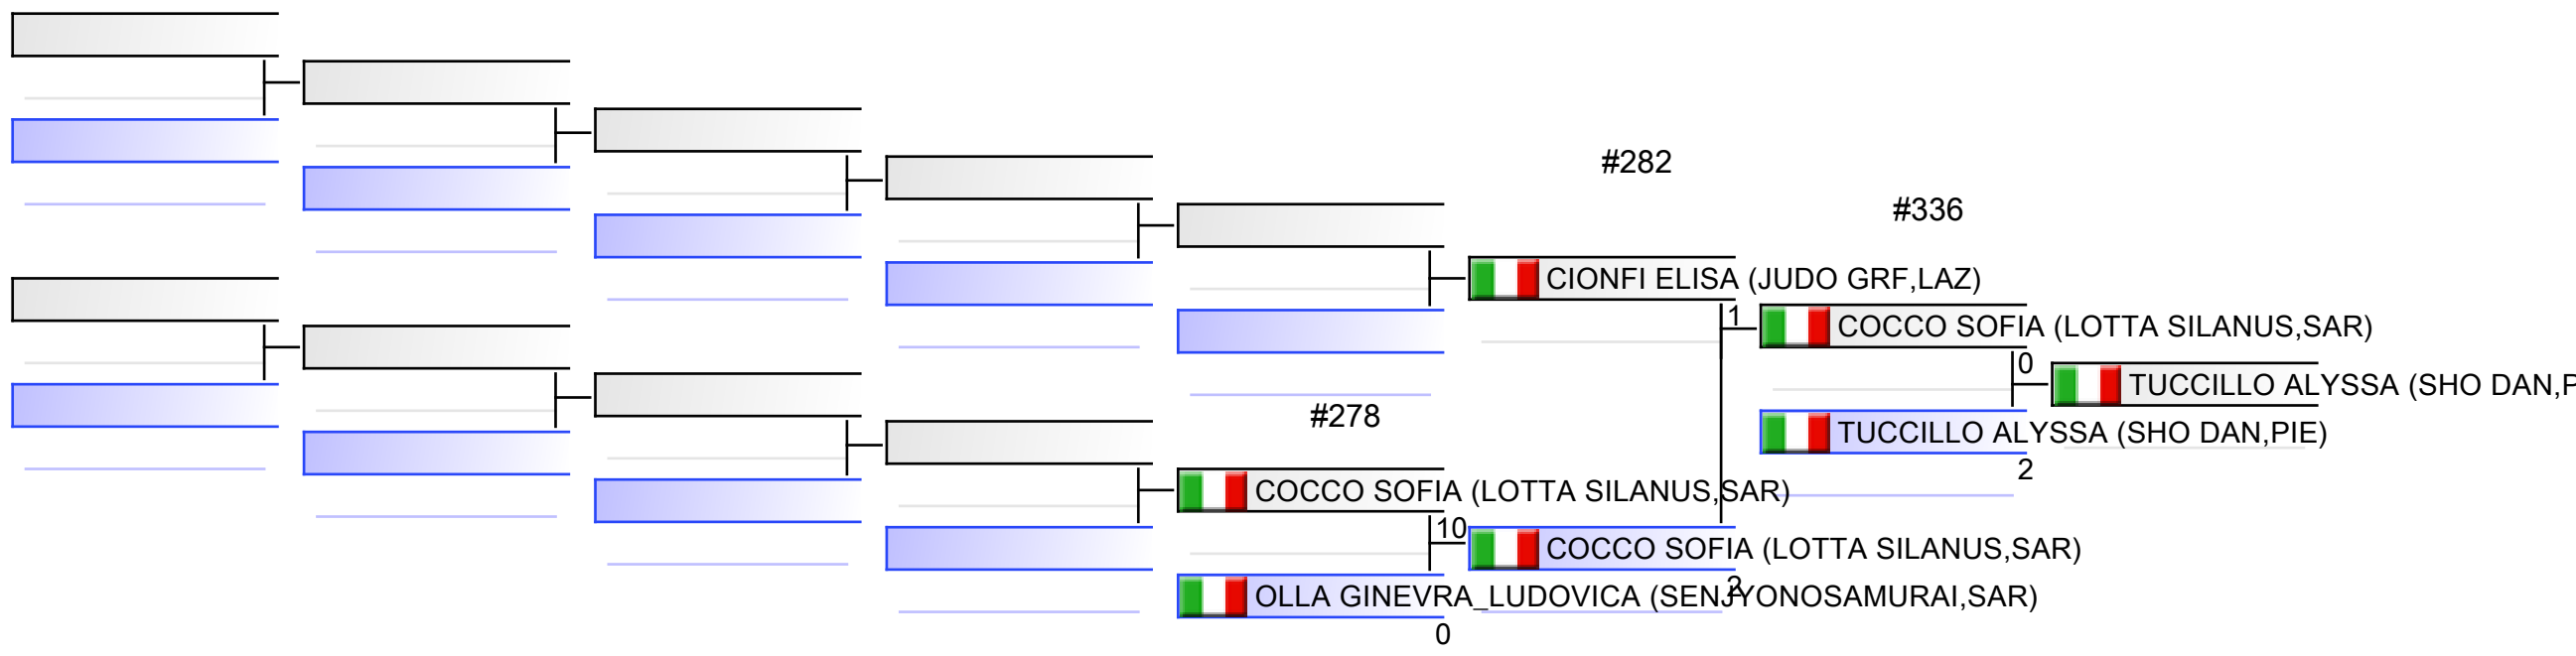 #282
#336
CIONFI ELISA (JUDO GRF,LAZ)
1
COCCO SOFIA (LOTTA SILANUS,SAR)
0
TUCCILLO ALYSSA (SHO DAN,P
TUCCILLO ALYSSA (SHO DAN,PIE)
2
#278
COCCO SOFIA (LOTTA SILANUS,SAR)
10
COCCO SOFIA (LOTTA SILANUS,SAR)
2
OLLA GINEVRA_LUDOVICA (SENJYONOSAMURAI,SAR)
0